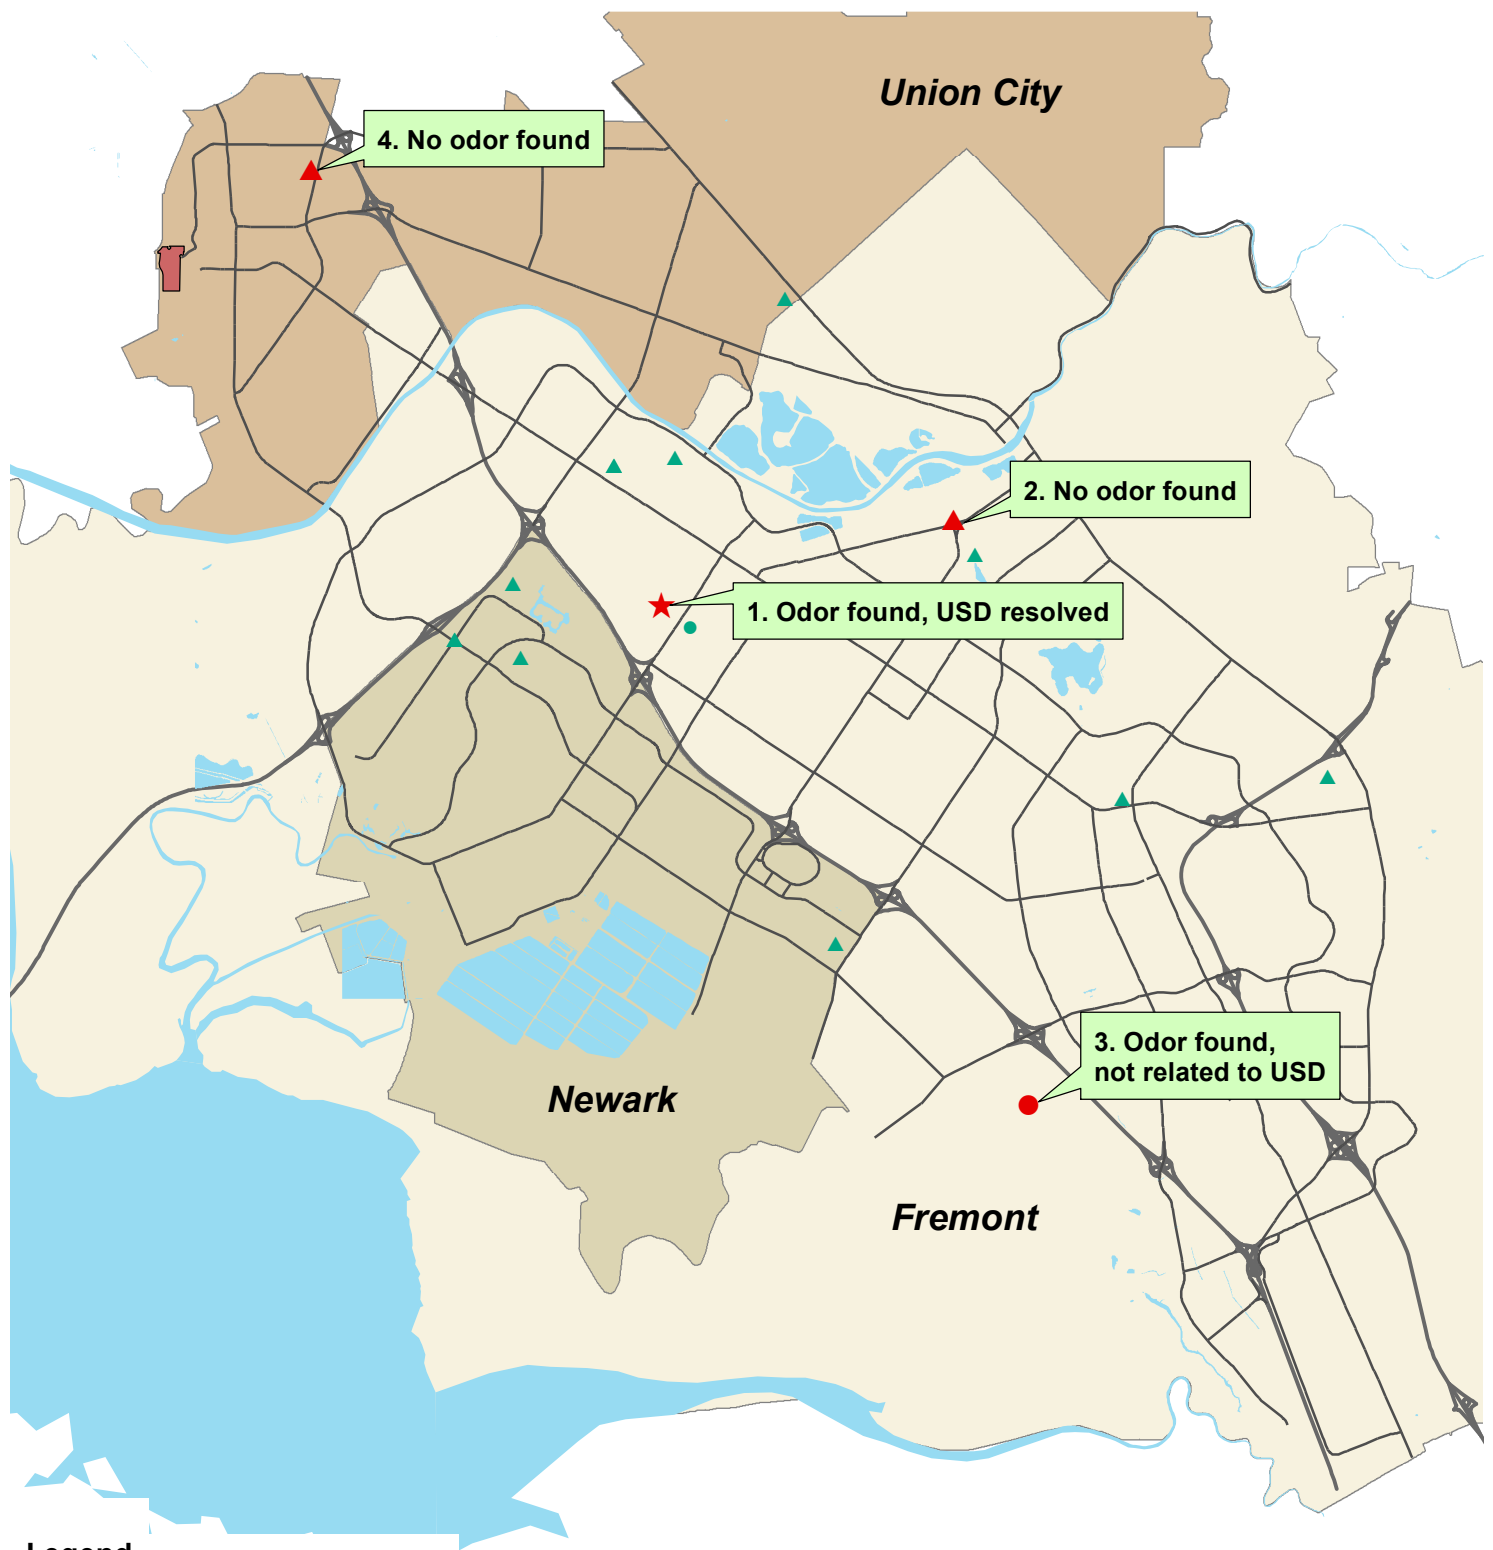 Union City
4. No odor found
2. No odor found
1. Odor found, USD resolved
3. Odor found,
not related to USD
Newark
Fremont
Legend